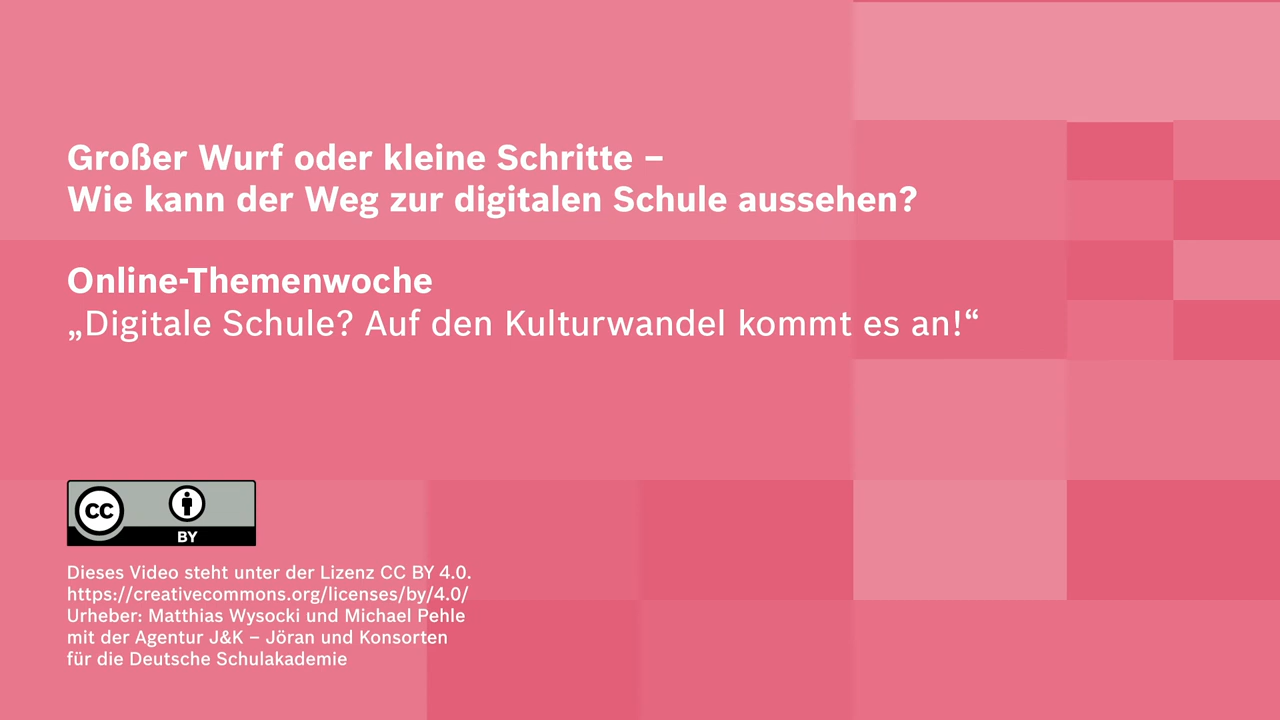 Großer Wurf oder kleine Schritte –
Wie kann der Weg zur digitalen Schule aussehen?
Online-Themenwoche
„Digitale Schule? Auf den Kulturwandel kommt es an!“
CC
BY
Dieses Video steht unter der Lizenz CC BY 4.0.
https://creativecommons.org/licenses/by/4.0/
Urheber: Matthias Wysocki und Michael Pehle
mit der Agentur J&K – Jöran und Konsorten
für die Deutsche Schulakademie